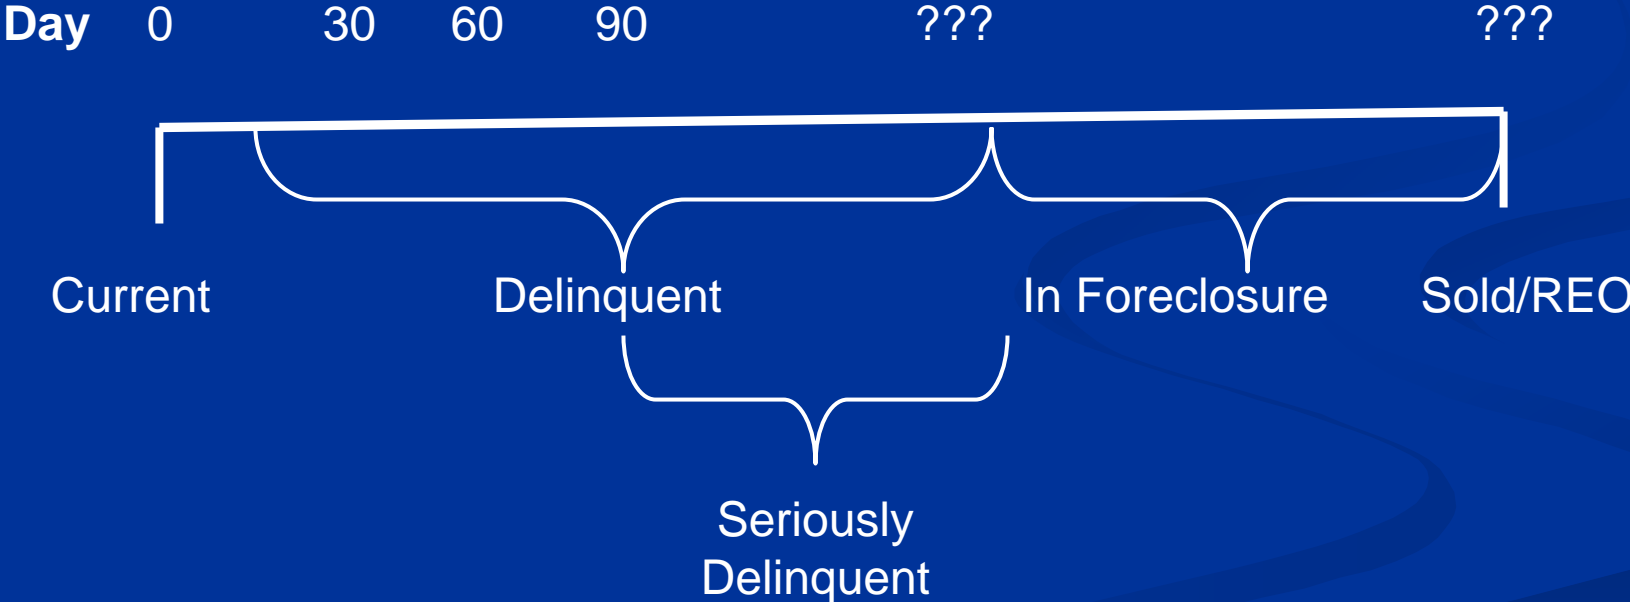 Day 0 30 60 90 ??? ???
Current Delinquent In Foreclosure Sold/REO
Seriously
Delinquent